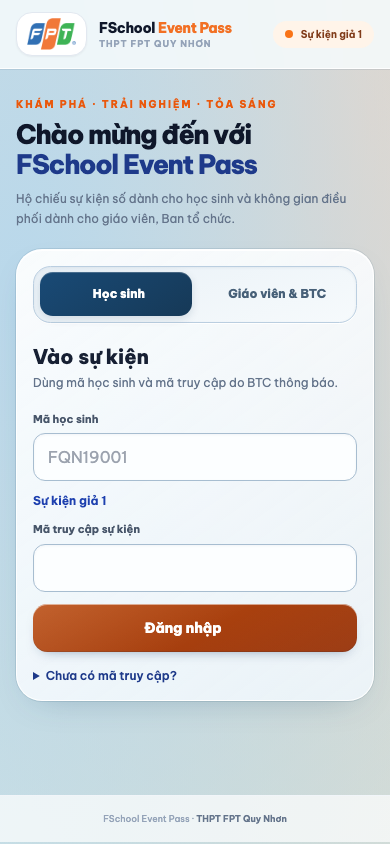 FPT
FSchool Event Pass
THPT FPT QUY NHƠN
Sự kiện giả 1
KHÁM PHÁ · TRẢI NGHIỆM · TỎA SÁNG
Chào mừng đến với
FSchool Event Pass
Hộ chiếu sự kiện số dành cho học sinh và không gian điều
phối dành cho giáo viên, Ban tổ chức.
Học sinh
Giáo viên & BTC
Vào sự kiện
Dùng mã học sinh và mã truy cập do BTC thông báo.
Mã học sinh
FQN19001
Sự kiện giả 1
Mã truy cập sự kiện
Đăng nhập
Chưa có mã truy cập?
FSchool Event Pass · THPT FPT Quy Nhơn